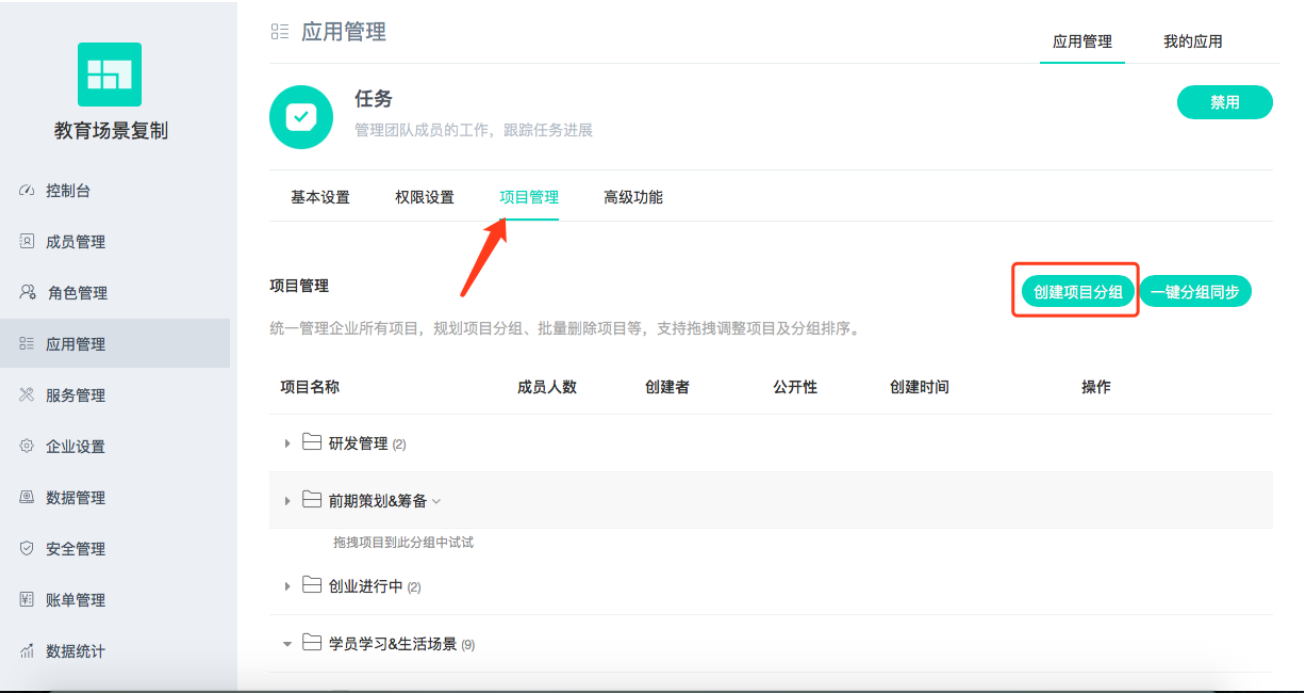 应用管理
应用管理 我的应用
教育场景复制
任务
管理团队成员的工作，跟踪任务进展
禁用
控制台
成员管理
角色管理
应用管理
服务管理
企业设置
数据管理
安全管理
账单管理
数据统计
基本设置 权限设置 项目管理 高级功能
项目管理
创建项目分组 一键分组同步
统一管理企业所有项目，规划项目分组、批量删除项目等，支持拖拽调整项目及分组排序。
项目名称 成员人数 创建者 公开性 创建时间 操作
研发管理 (2)
前期策划&筹备
拖拽项目到此分组中试试
创业进行中 (2)
学员学习&生活场景 (9)